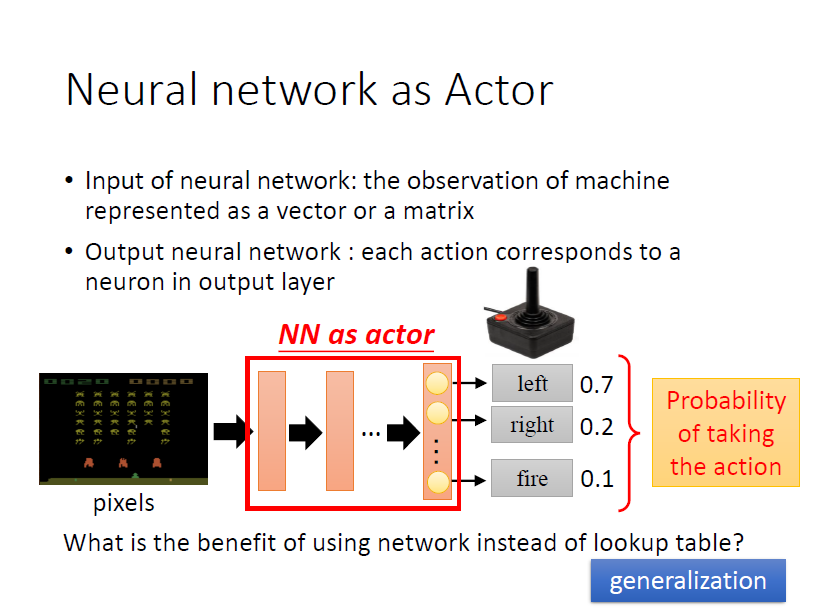 Neural network as Actor
• Input of neural network: the observation of machine
represented as a vector or a matrix
• Output neural network : each action corresponds to a
neuron in output layer
NN as actor
left 0.7
right 0.2
...
fire 0.1
Probability
of taking
the action
pixels
What is the benefit of using network instead of lookup table?
generalization